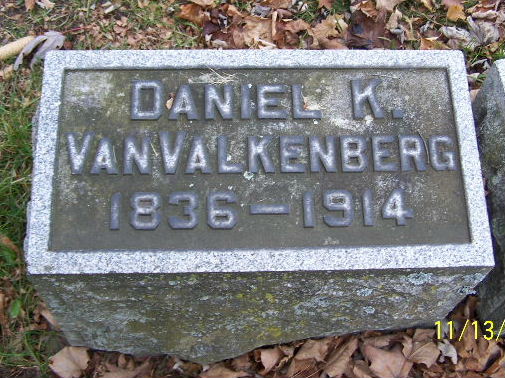 DANIEL K.
VANVALKENBERG
1836 — 1914
11/13/